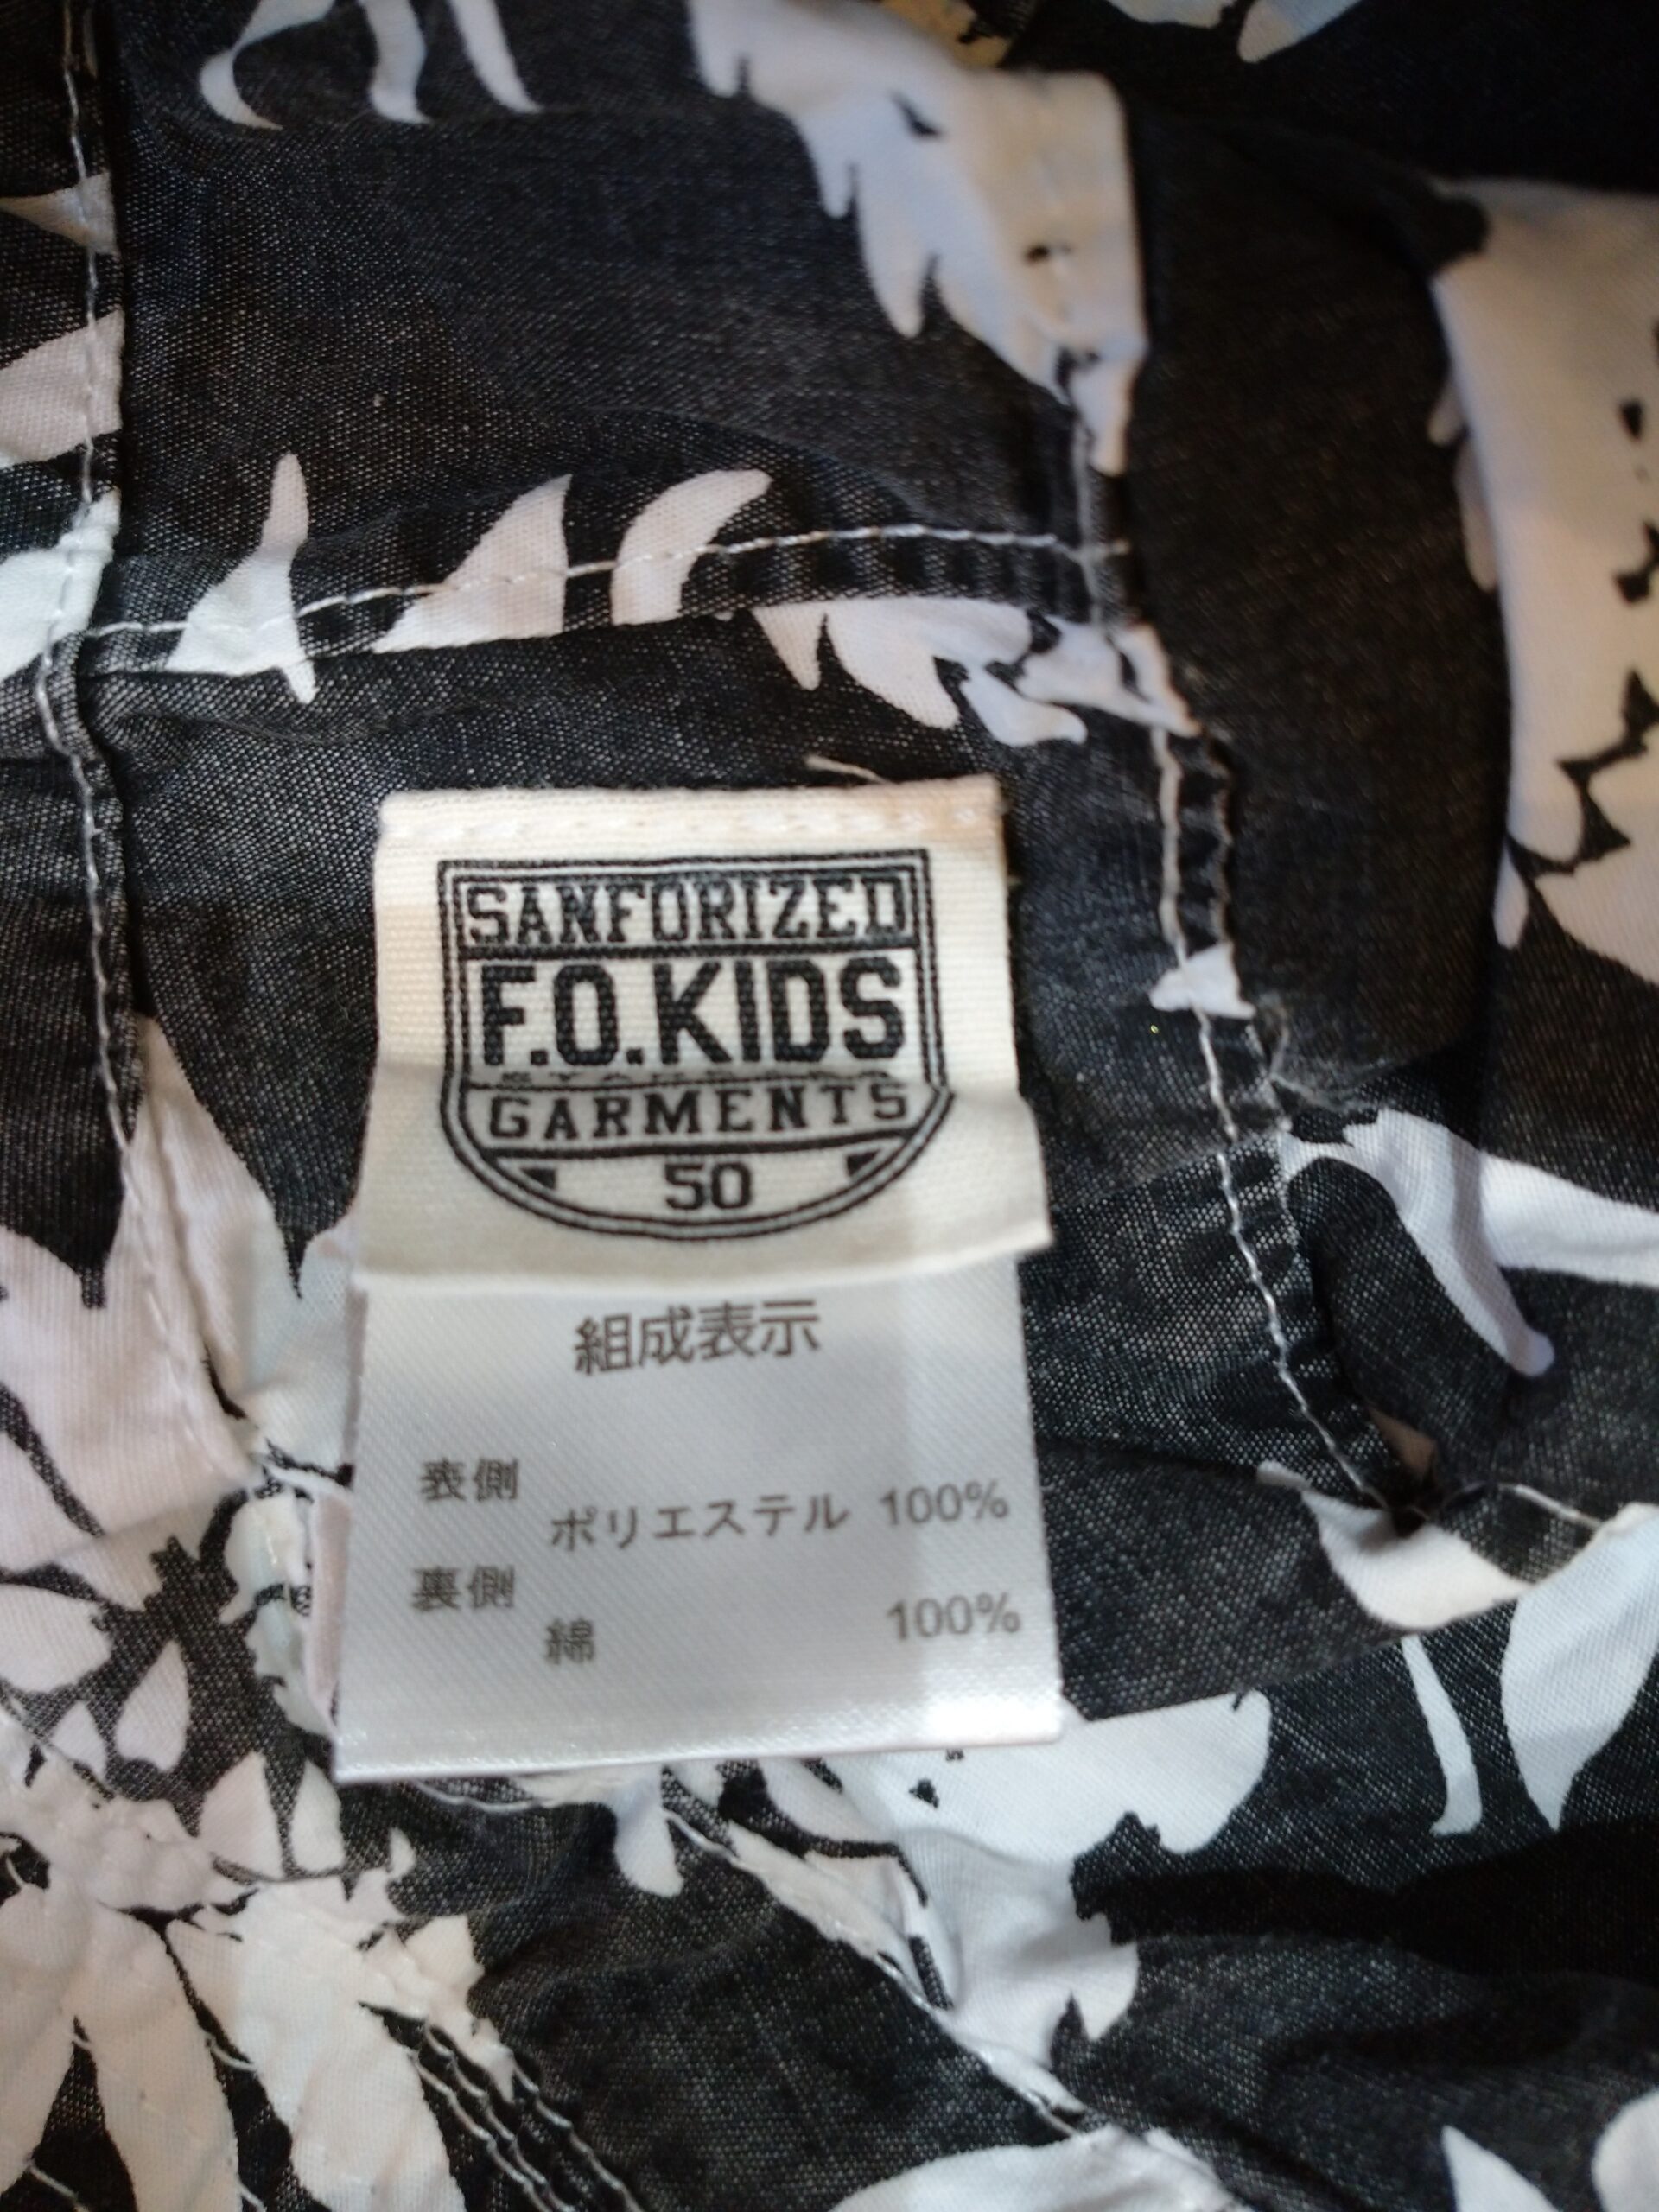 SANFORIZED
F.O.KIDS
GARMENTS
50
組成表示
表側
ポリエステル 100%
裏側
綿 100%